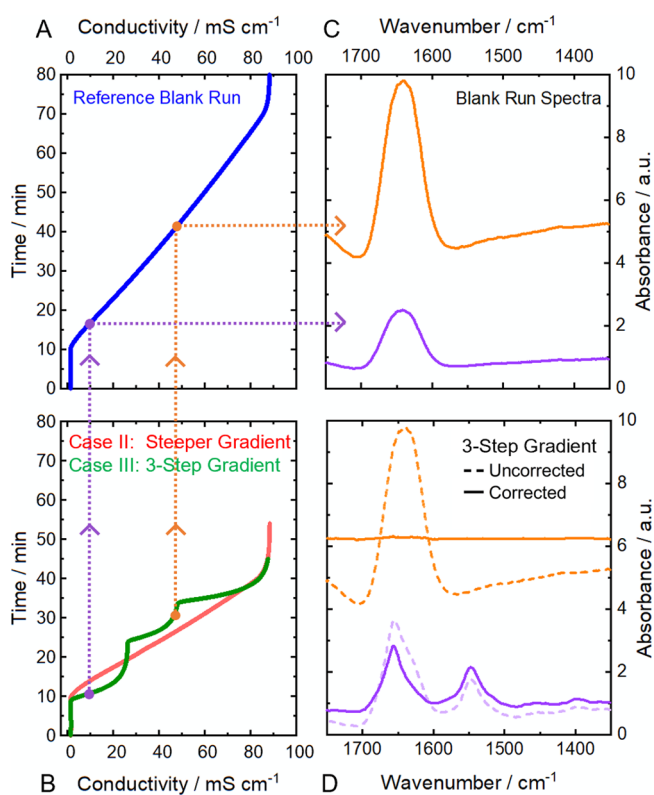 A
Conductivity / mS cm⁻¹
0 20 40 60 80 100
Time / min
80
70
60
50
40
30
20
10
0
Reference Blank Run
C
Wavenumber / cm⁻¹
1700 1600 1500 1400
Blank Run Spectra
10
8
6
4
2
0
Absorbance / a.u.
Case II: Steeper Gradient
Case III: 3-Step Gradient
Time / min
80
70
60
50
40
30
20
10
0
0 20 40 60 80 100
B
Conductivity / mS cm⁻¹
3-Step Gradient
Uncorrected
Corrected
10
8
6
4
2
0
Absorbance / a.u.
1700 1600 1500 1400
D
Wavenumber / cm⁻¹